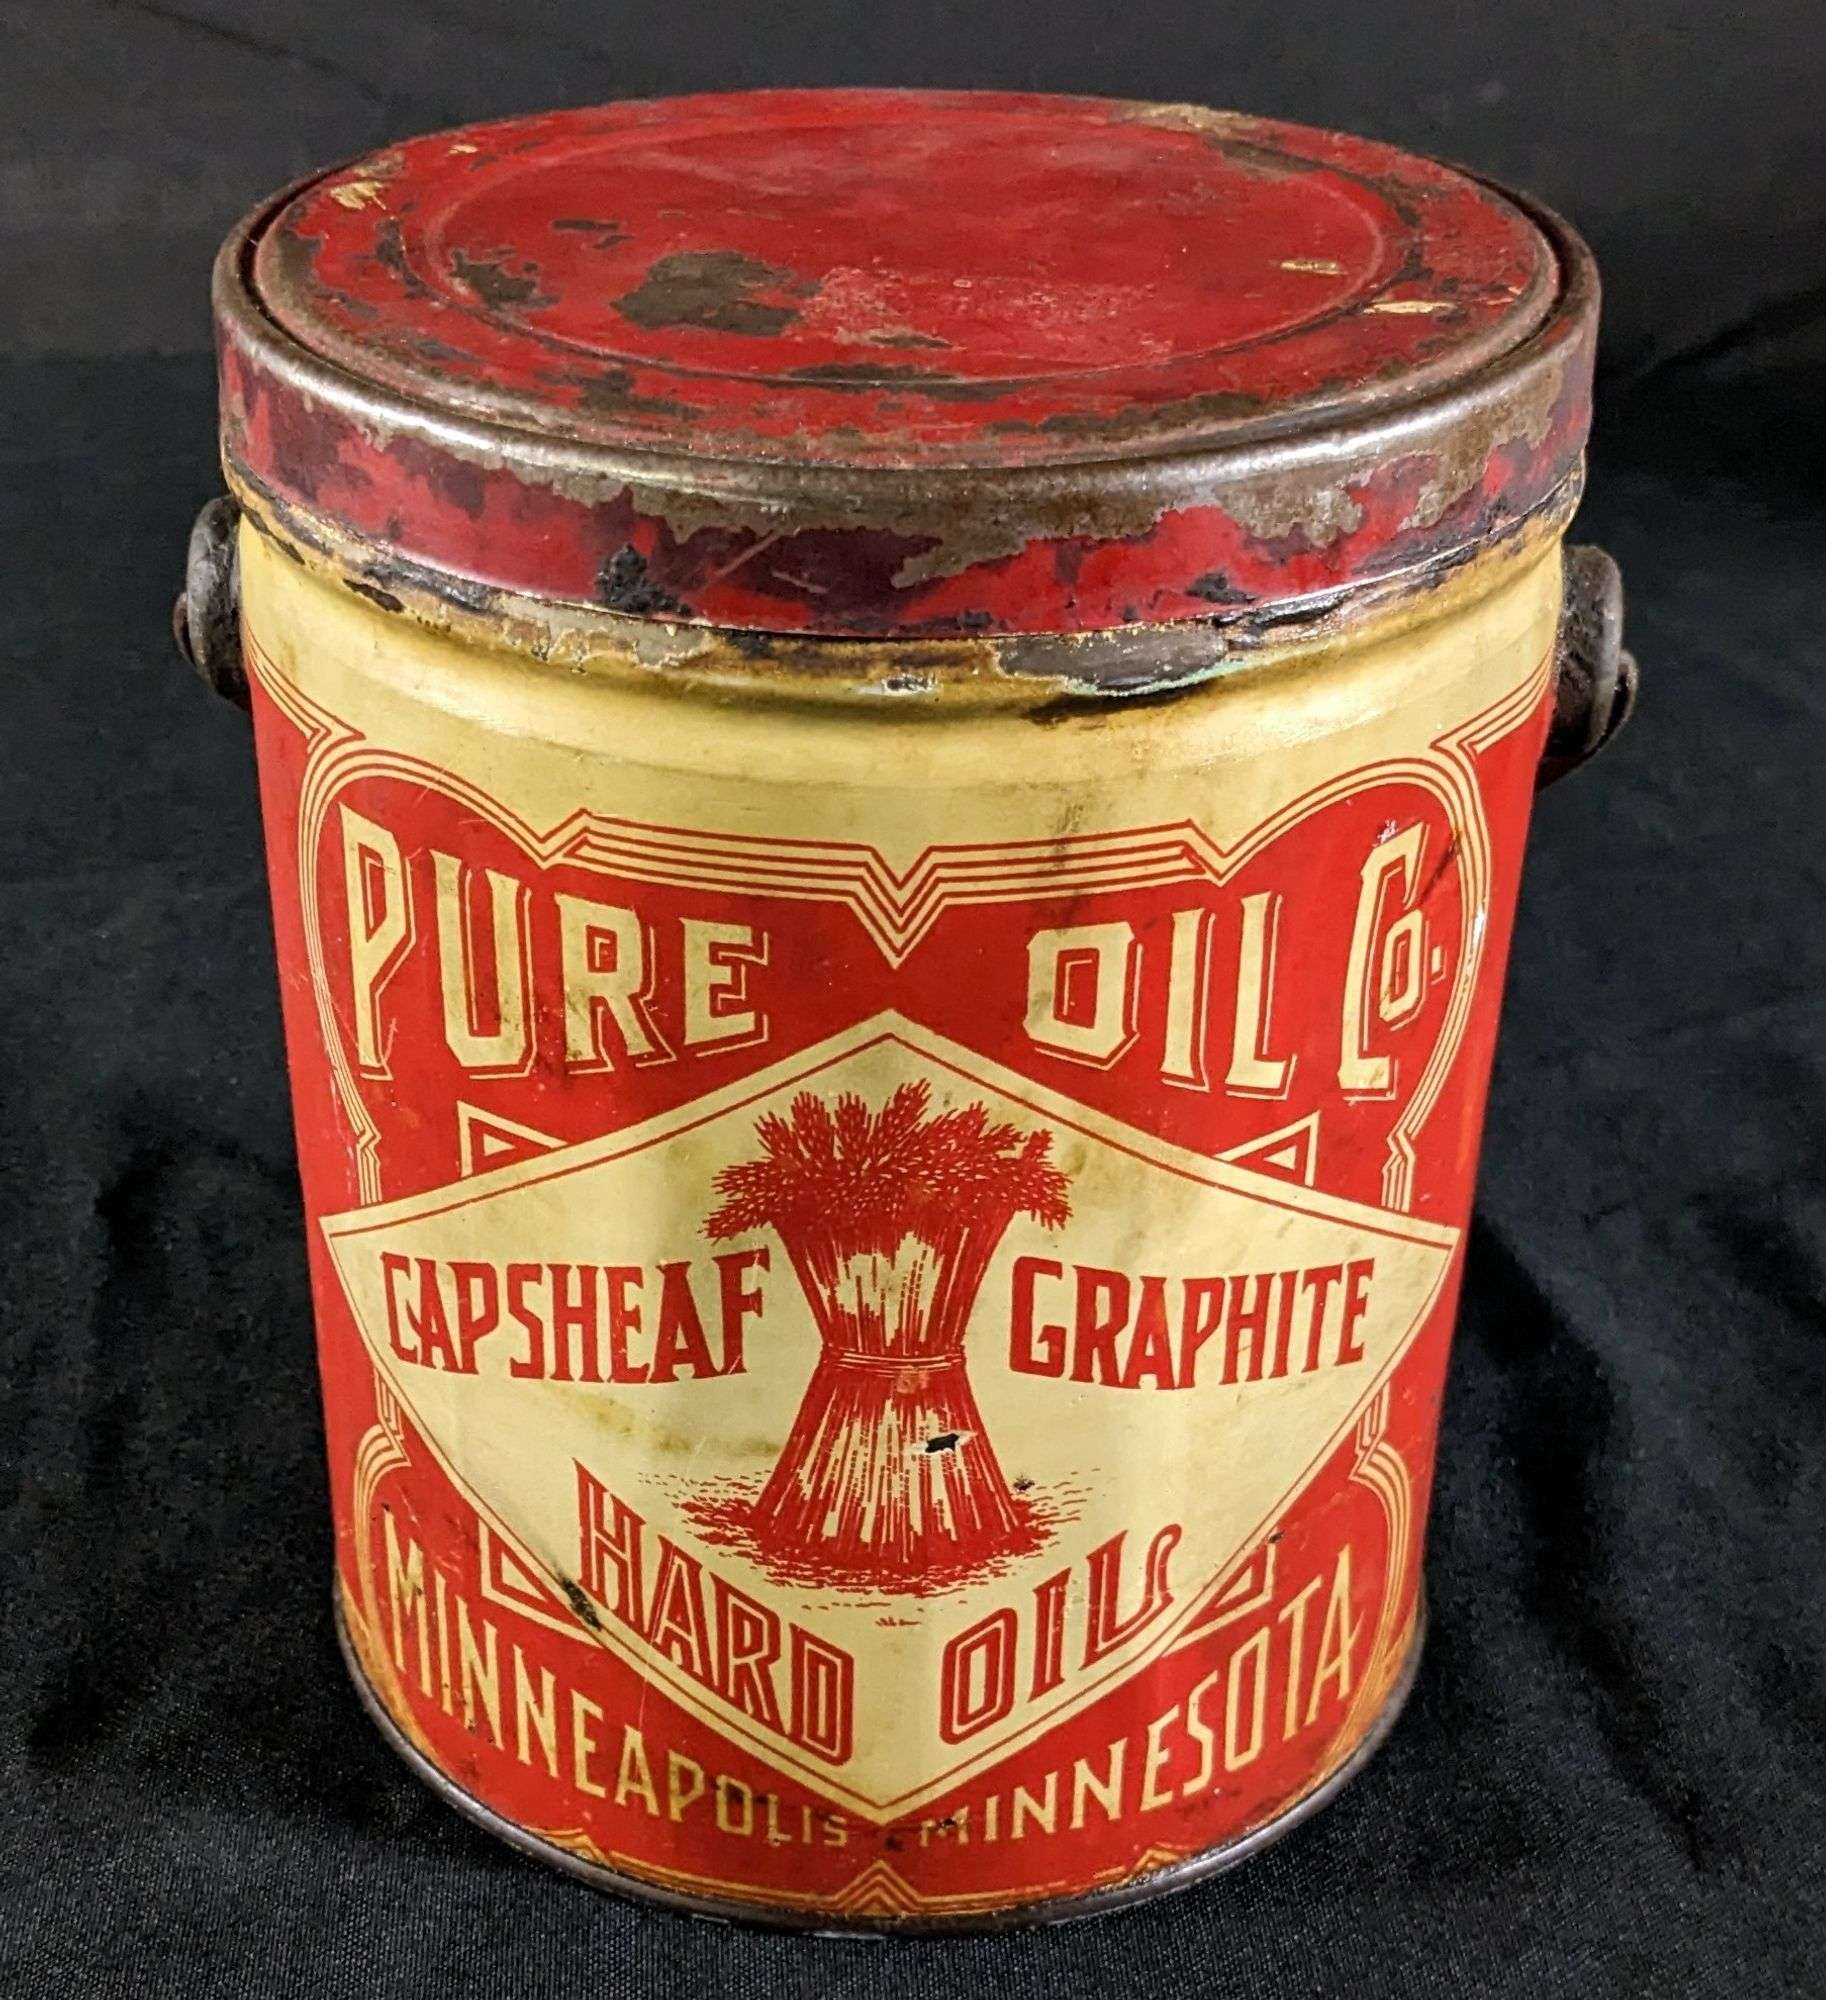 PURE OIL Co.
CAPSHEAF GRAPHITE
HARD OIL
MINNEAPOLIS MINNESOTA